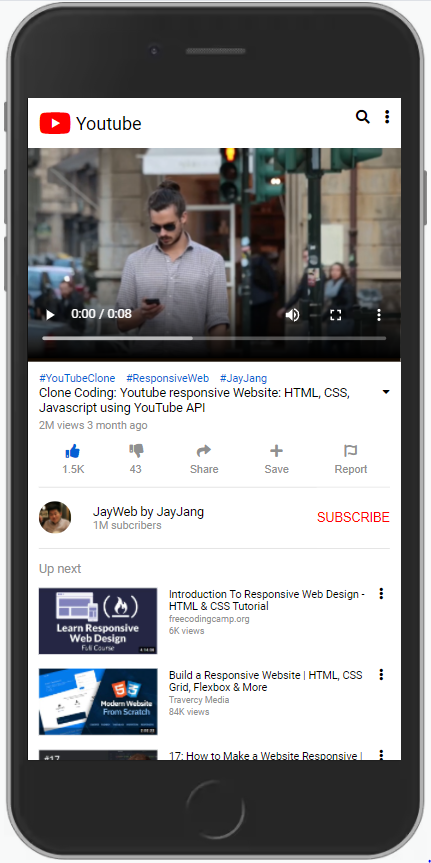 Youtube
0:00 / 0:08
#YouTubeClone #ResponsiveWeb #JayJang
Clone Coding: Youtube responsive Website: HTML, CSS,
Javascript using YouTube API
2M views 3 month ago
1.5K 43 Share Save Report
JayWeb by JayJang
1M subcribers
SUBSCRIBE
Up next
Learn Responsive
Web Design
Full Course
Introduction To Responsive Web Design -
HTML & CSS Tutorial
freecodingcamp.org
6K views
Modern Website
From Scratch
Build a Responsive Website | HTML, CSS
Grid, Flexbox & More
Travercy Media
84K views
#17
17: How to Make a Website Responsive |